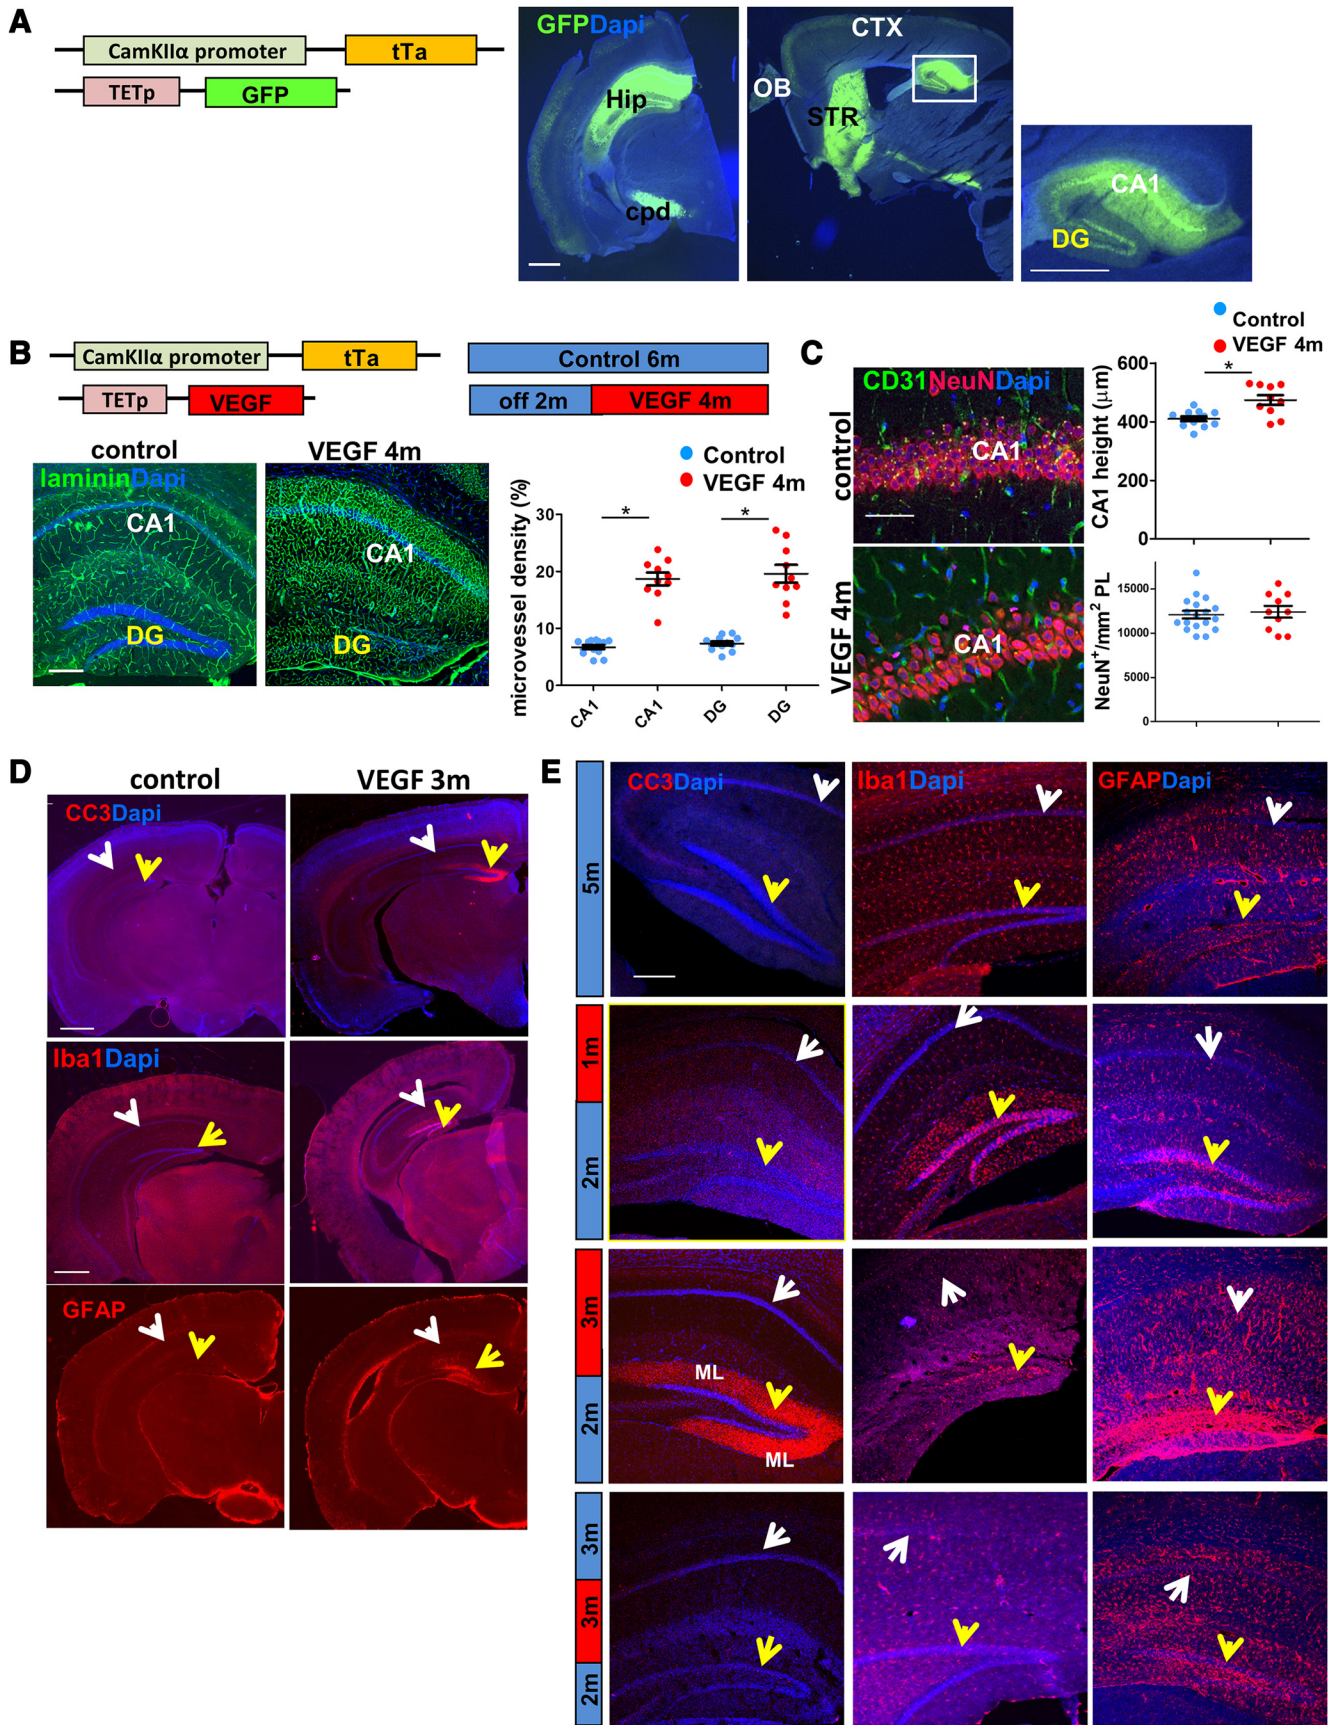 A
CamKIIα promoter
tTa
TETp
GFP
GFPDapi
Hip
cpd
CTX
OB
STR
CA1
DG
B
CamKIIα promoter
tTa
TETp
VEGF
Control 6m
off 2m
VEGF 4m
control
VEGF 4m
lamininDapi
CA1
DG
CA1
DG
Control
VEGF 4m
microvessel density (%)
30
20
10
0
*
*
CA1
CA1
DG
DG
C
control
VEGF 4m
CD31NeuNDapi
CA1
CA1
Control
VEGF 4m
CA1 height (μm)
600
400
200
0
*
NeuN⁺/mm² PL
15000
10000
5000
0
D
control
VEGF 3m
CC3Dapi
Iba1Dapi
GFAP
E
5m
CC3Dapi
Iba1Dapi
GFAPDapi
1m
2m
3m
2m
ML
ML
3m
3m
2m